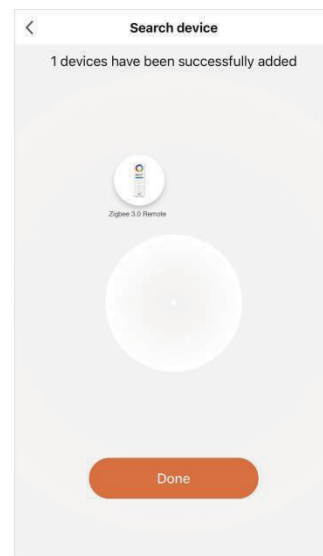 Search device
1 devices have been successfully added
Zigbee 3.0 Remote
Done